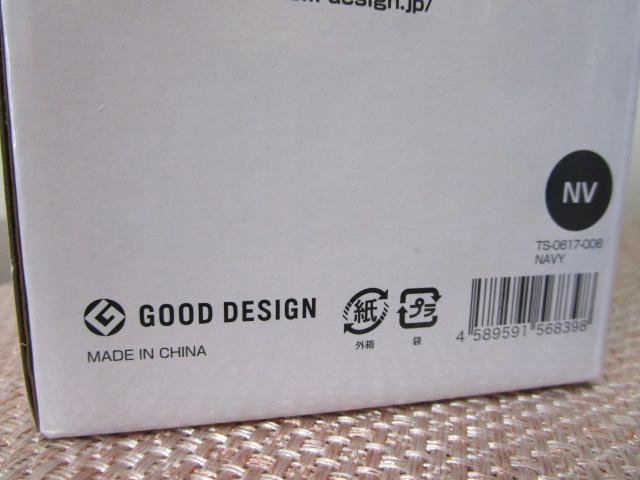 design.jp/
NV
TS-0617-006
NAVY
GOOD DESIGN
MADE IN CHINA
紙
外箱
プラ
袋
4 589591 568398